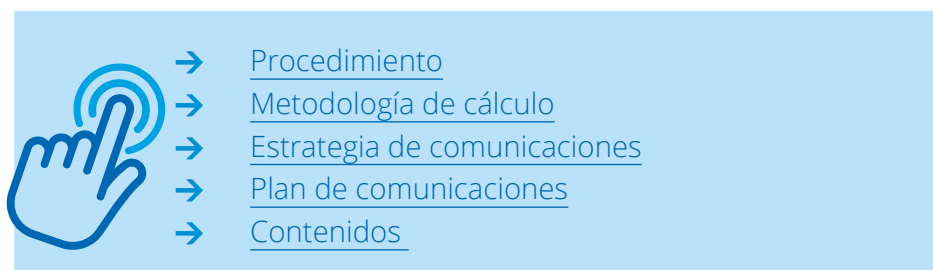 Procedimiento
Metodología de cálculo
Estrategia de comunicaciones
Plan de comunicaciones
Contenidos